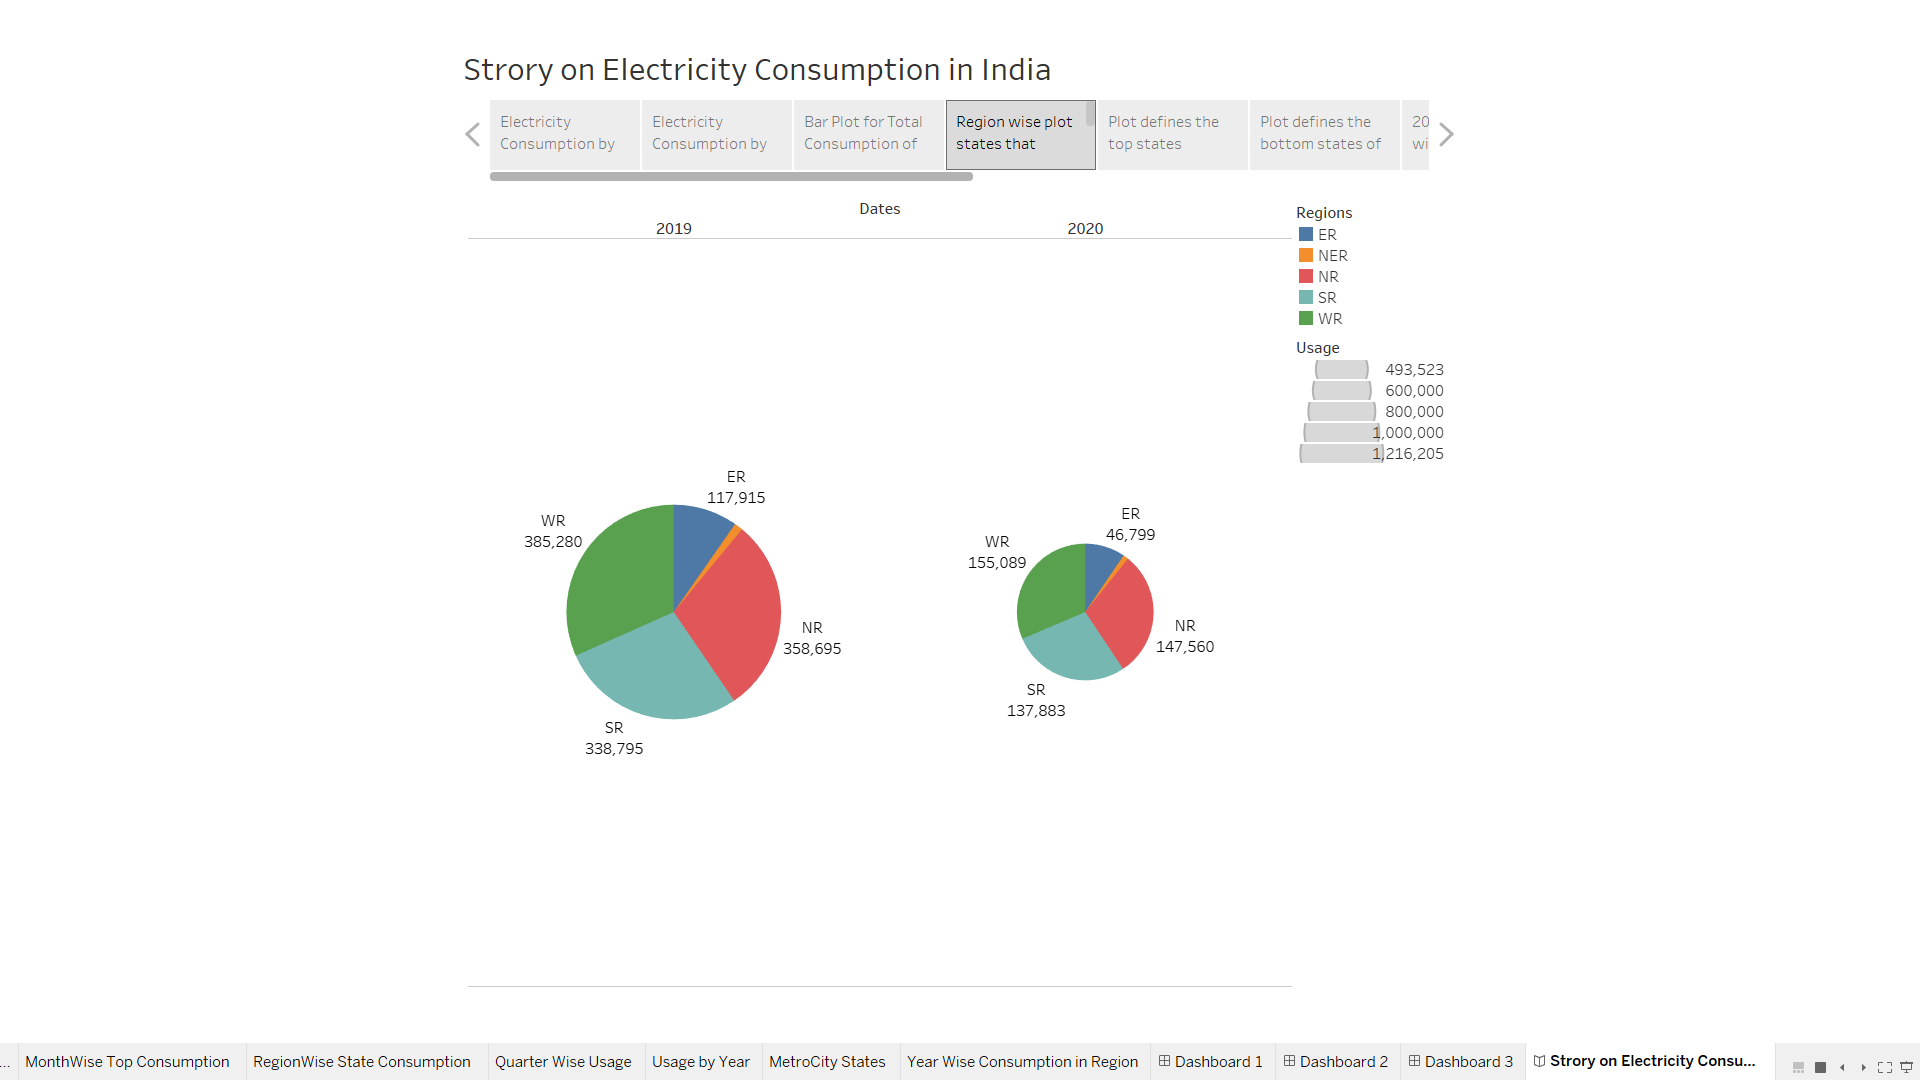 Strory on Electricity Consumption in India
Electricity
Consumption by
Electricity
Consumption by
Bar Plot for Total
Consumption of
Region wise plot
states that
Plot defines the
top states
Plot defines the
bottom states of
20
wi
Dates
2019
2020
Regions
ER
NER
NR
SR
WR
Usage
493,523
600,000
800,000
1,000,000
1,216,205
ER
117,915
WR
385,280
NR
358,695
SR
338,795
ER
46,799
WR
155,089
NR
147,560
SR
137,883
... MonthWise Top Consumption RegionWise State Consumption Quarter Wise Usage Usage by Year MetroCity States Year Wise Consumption in Region Dashboard 1 Dashboard 2 Dashboard 3 Strory on Electricity Consu...